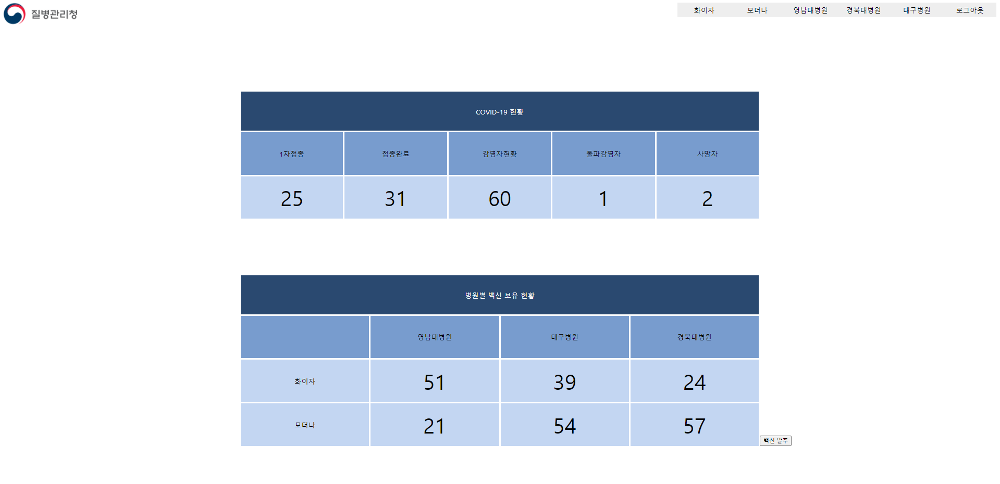 질병관리청
화이자 모더나 영남대병원 경북대병원 대구병원 로그아웃
COVID-19 현황
1차접종 접종완료 감염자현황 돌파감염자 사망자
25 31 60 1 2
병원별 백신 보유 현황
영남대병원 대구병원 경북대병원
화이자 51 39 24
모더나 21 54 57
백신 발주